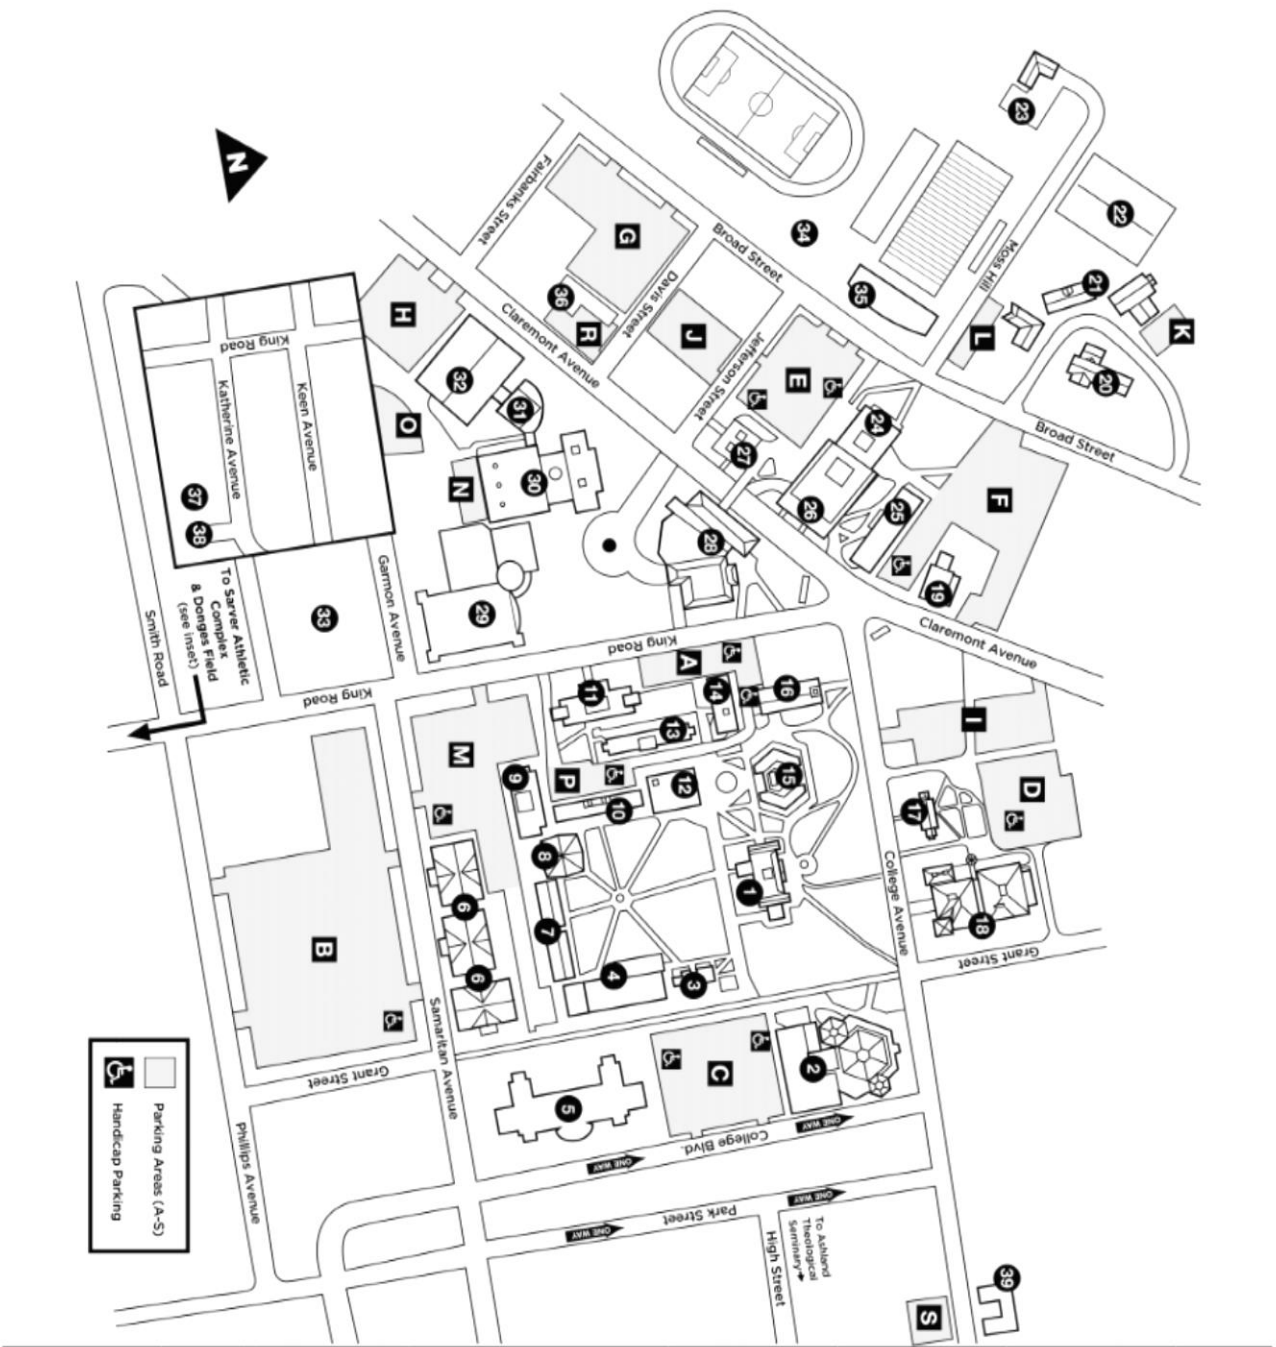 N
Fairbanks Street
G
Broad Street
34
23
22
Moss Hill
35
21
K
L
20
36
R
Davis Street
J
Claremont Avenue
Jefferson Street
E
H
King Road
Katherine Avenue
Keen Avenue
32
31
O
24
Broad Street
27
30
N
26
25
F
37
38
28
19
To Sarver Athletic
Complex
& Donges Field
(see inset)
Smith Road
33
Garmon Avenue
29
King Road
Claremont Avenue
King Road
A
11
14
16
13
I
M
9
P
12
15
D
10
17
8
1
College Avenue
6
7
18
B
6
4
3
Grant Street
Samaritan Avenue
Grant Street
C
2
5
College Blvd.
ONE WAY
ONE WAY
Park Street
ONE WAY
ONE WAY
Phillips Avenue
High Street
To Ashland
Theological
Seminary
39
S
Parking Areas (A-S)
Handicap Parking